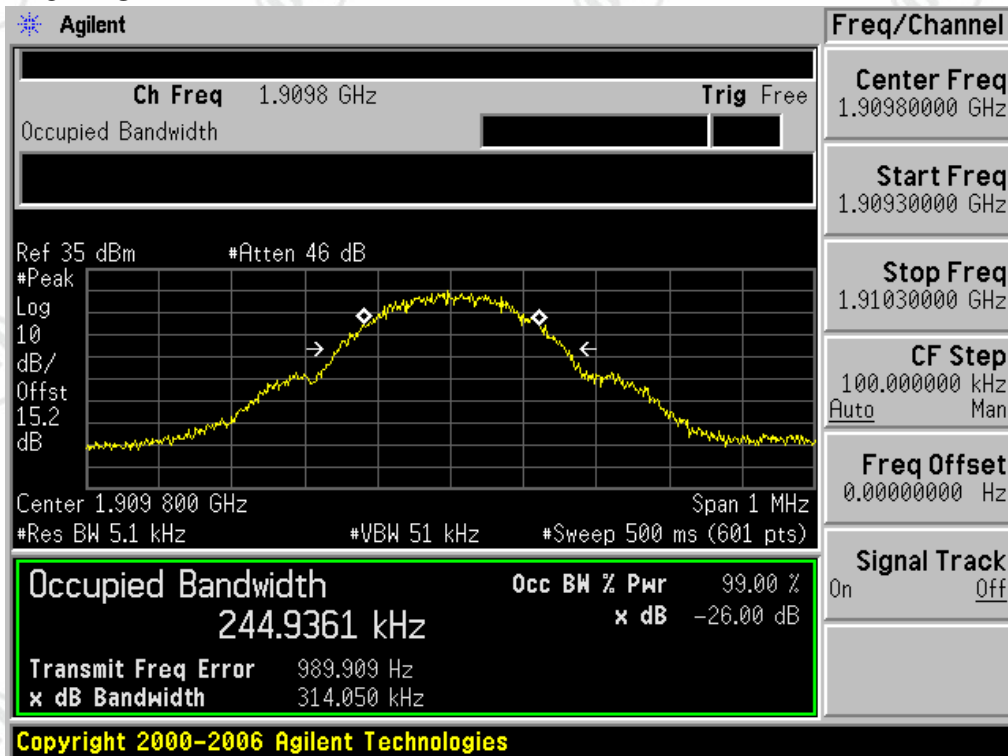 Agilent
Freq/Channel
Ch Freq 1.9098 GHz Trig Free
Occupied Bandwidth
Center Freq
1.90980000 GHz
Start Freq
1.90930000 GHz
Stop Freq
1.91030000 GHz
CF Step
100.000000 kHz
Auto Man
Freq Offset
0.00000000 Hz
Signal Track
On Off
Ref 35 dBm #Atten 46 dB
#Peak
Log
10
dB/
Offst
15.2
dB
Center 1.909 800 GHz Span 1 MHz
#Res BW 5.1 kHz #VBW 51 kHz #Sweep 500 ms (601 pts)
Occupied Bandwidth Occ BW % Pwr 99.00 %
244.9361 kHz x dB -26.00 dB
Transmit Freq Error 989.909 Hz
x dB Bandwidth 314.050 kHz
Copyright 2000-2006 Agilent Technologies